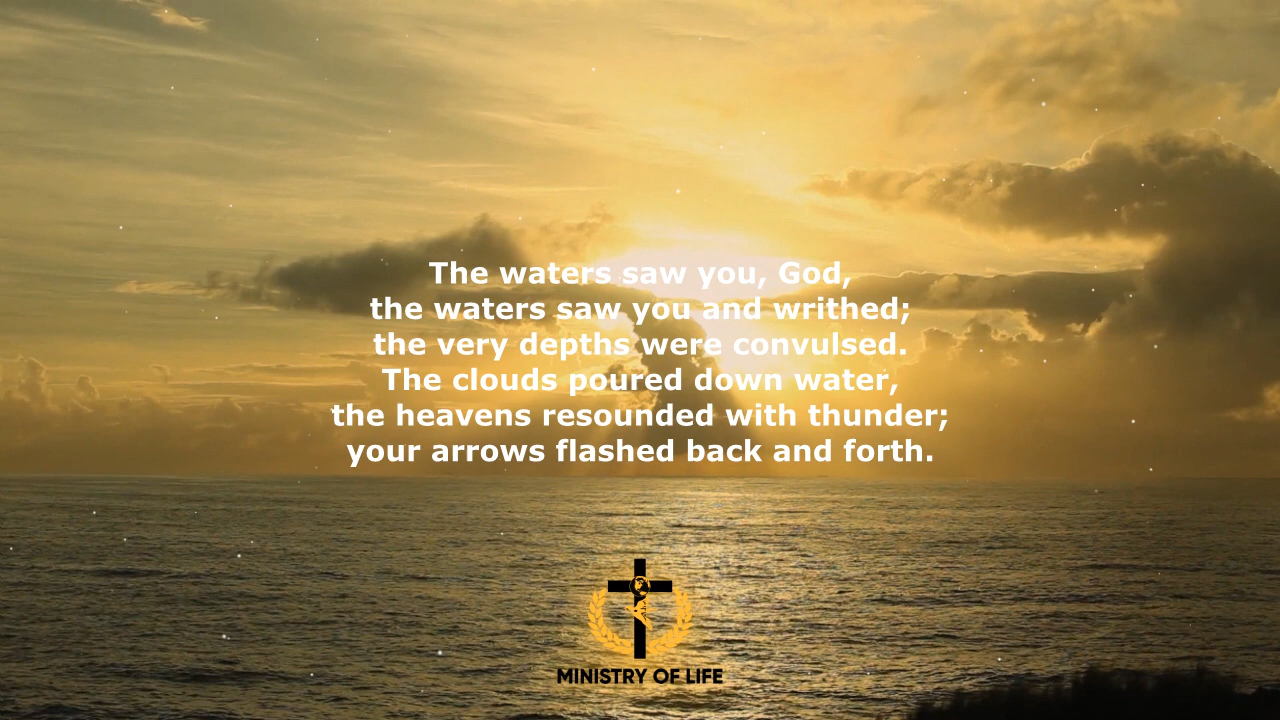 The waters saw you, God,
the waters saw you and writhed;
the very depths were convulsed.
The clouds poured down water,
the heavens resounded with thunder;
your arrows flashed back and forth.
MINISTRY OF LIFE